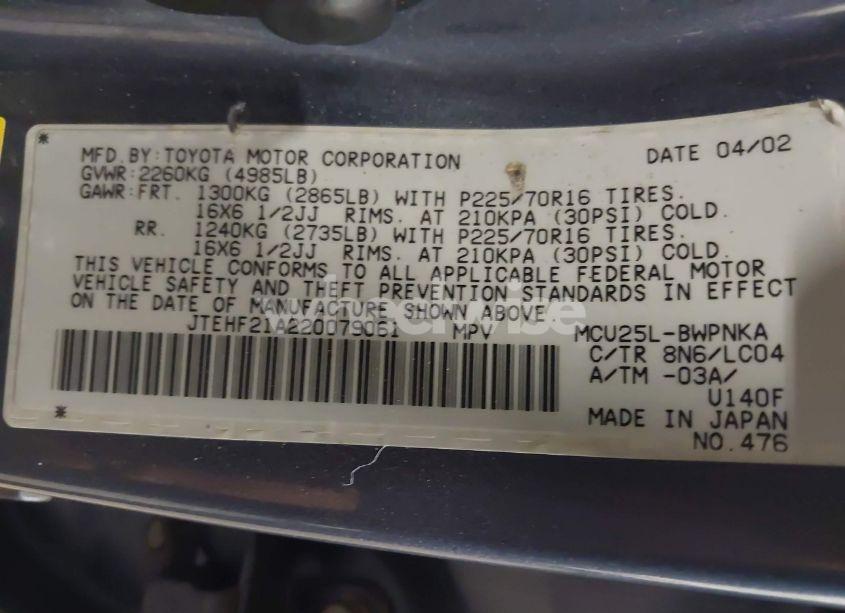 MFD.BY:TOYOTA MOTOR CORPORATION DATE 04/02
GVWR:2260KG (4985LB)
GAWR:FRT. 1300KG (2865LB) WITH P225/70R16 TIRES.
16X6 1/2JJ RIMS. AT 210KPA (30PSI) COLD.
RR. 1240KG (2735LB) WITH P225/70R16 TIRES.
16X6 1/2JJ RIMS. AT 210KPA (30PSI) COLD.
THIS VEHICLE CONFORMS TO ALL APPLICABLE FEDERAL MOTOR
VEHICLE SAFETY AND THEFT PREVENTION STANDARDS IN EFFECT
ON THE DATE OF MANUFACTURE SHOWN ABOVE.
JTEHF21A220079061 MPV MCU25L-BWPNKA
C/TR 8N6/LC04
A/TM -03A/
U140F
MADE IN JAPAN
NO.476